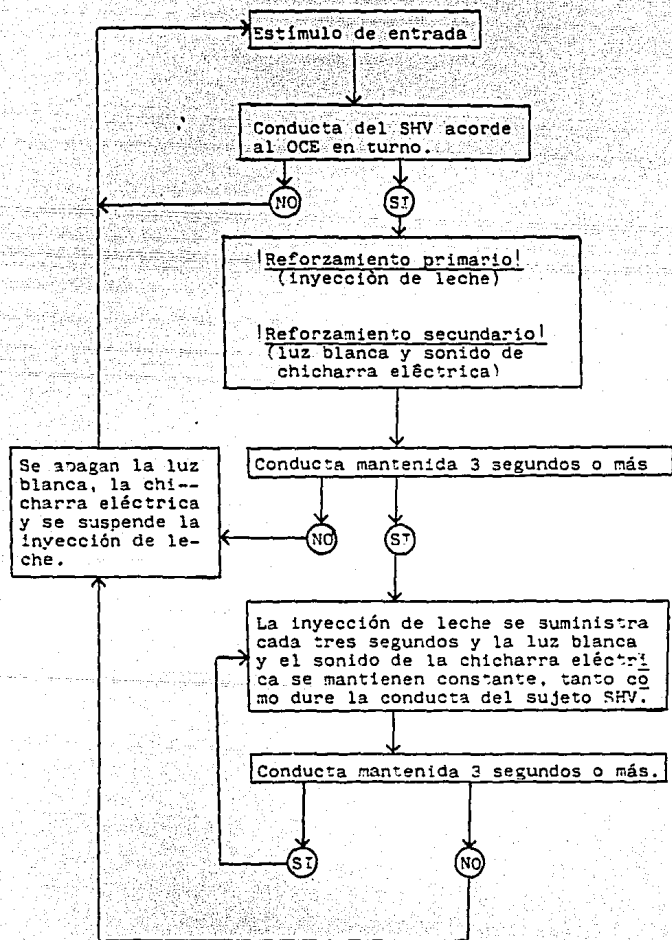 Estímulo de entrada
Conducta del SHV acorde
al OCE en turno.
NO
SI
|Reforzamiento primario!
(inyección de leche)
|Reforzamiento secundario|
(luz blanca y sonido de
chicharra eléctrica)
Conducta mantenida 3 segundos o más
Se apagan la luz
blanca, la chi--
charra eléctrica
y se suspende la
inyección de le-
che.
NO
SI
La inyección de leche se suministra
cada tres segundos y la luz blanca
y el sonido de la chicharra eléctri
ca se mantienen constante, tanto co
mo dure la conducta del sujeto SHV.
Conducta mantenida 3 segundos o más.
SI
NO